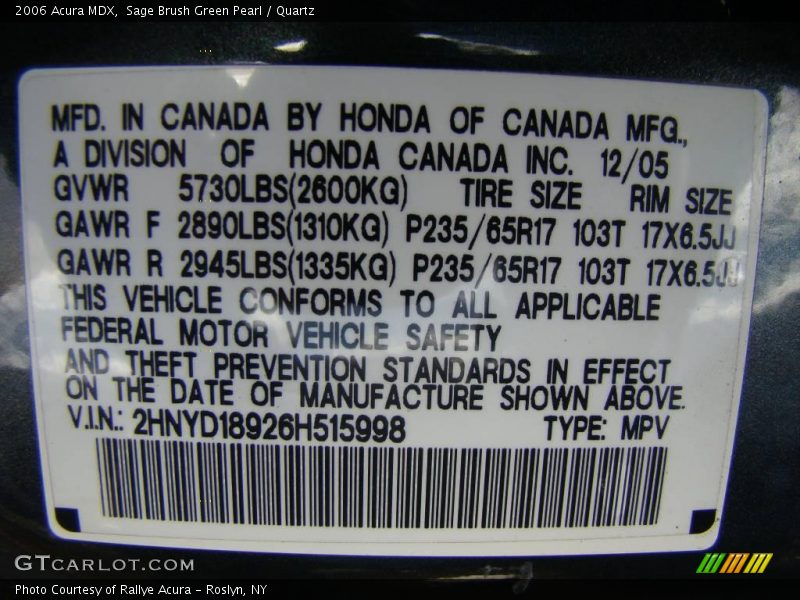 2006 Acura MDX,  Sage Brush Green Pearl / Quartz
MFD. IN CANADA BY HONDA OF CANADA MFG.,
A DIVISION OF HONDA CANADA INC. 12/05
GVWR 5730LBS(2600KG) TIRE SIZE RIM SIZE
GAWR F 2890LBS(1310KG) P235/65R17 103T 17X6.5JJ
GAWR R 2945LBS(1335KG) P235/65R17 103T 17X6.5JJ
THIS VEHICLE CONFORMS TO ALL APPLICABLE
FEDERAL MOTOR VEHICLE SAFETY
AND THEFT PREVENTION STANDARDS IN EFFECT
ON THE DATE OF MANUFACTURE SHOWN ABOVE.
V.I.N.: 2HNYD18926H515998 TYPE: MPV
GTCARLOT.COM
Photo Courtesy of Rallye Acura - Roslyn, NY